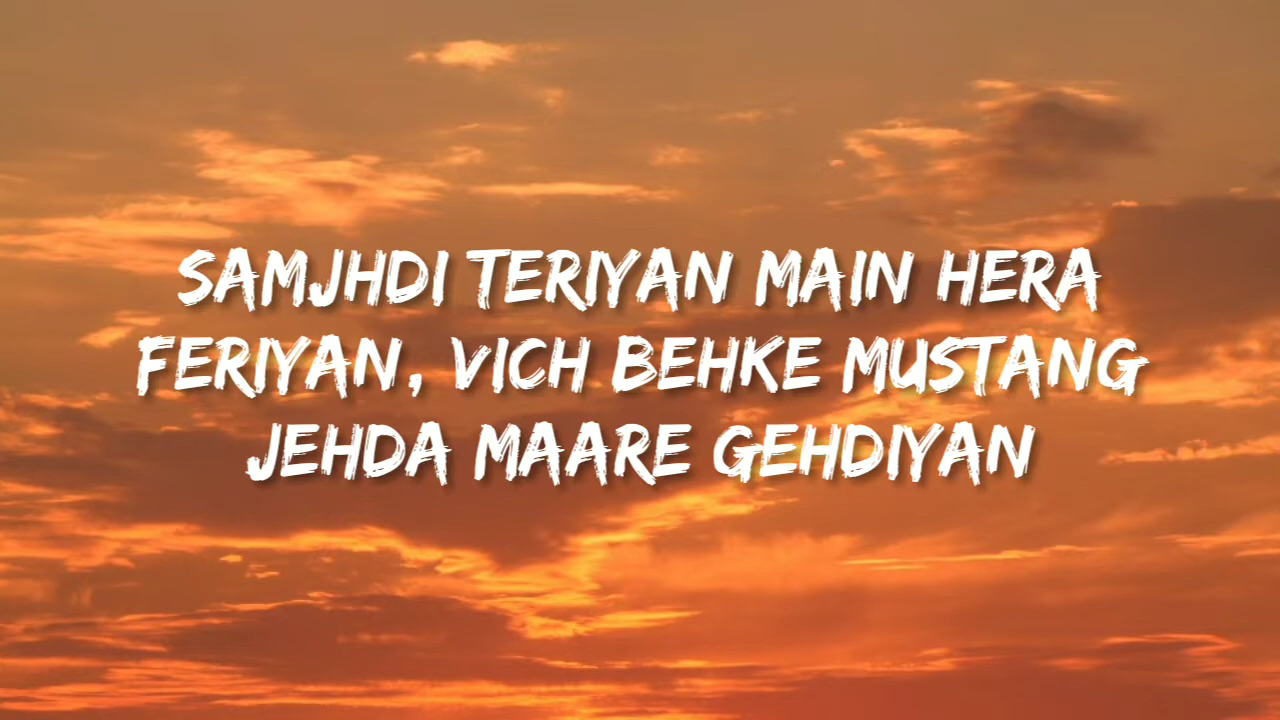 SAMJHDI TERIYAN MAIN HERA
FERIYAN, VICH BEHKE MUSTANG
JEHDA MAARE GEHDIYAN